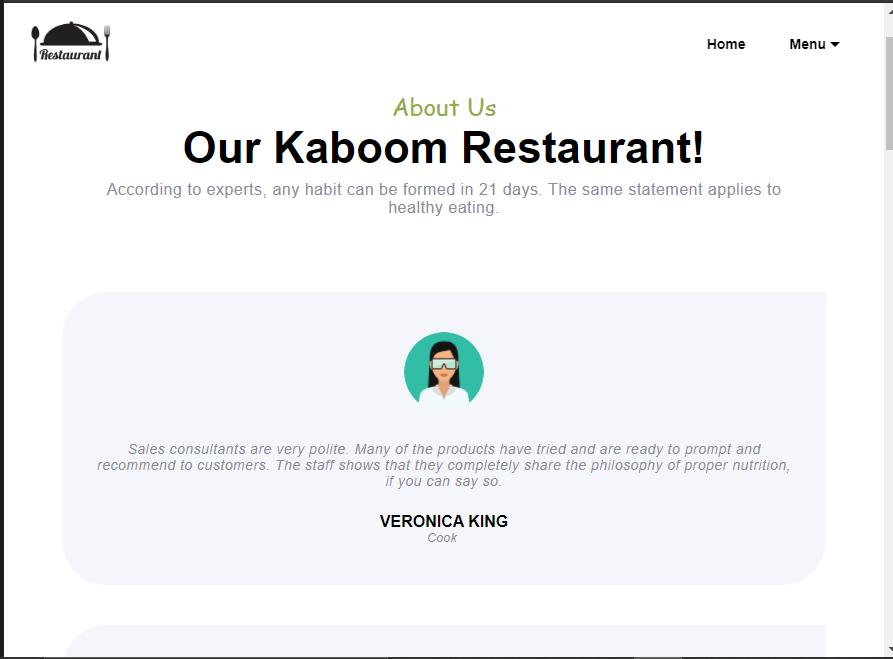 Restaurant
Home
Menu
About Us
Our Kaboom Restaurant!
According to experts, any habit can be formed in 21 days. The same statement applies to
healthy eating.
Sales consultants are very polite. Many of the products have tried and are ready to prompt and
recommend to customers. The staff shows that they completely share the philosophy of proper nutrition,
if you can say so.
VERONICA KING
Cook